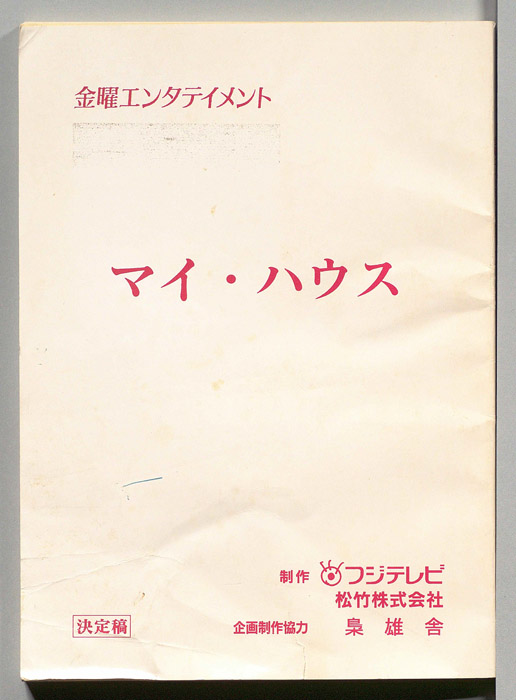 金曜エンタテイメント
マイ・ハウス
制作 フジテレビ
松竹株式会社
決定稿
企画制作協力 梟雄舎